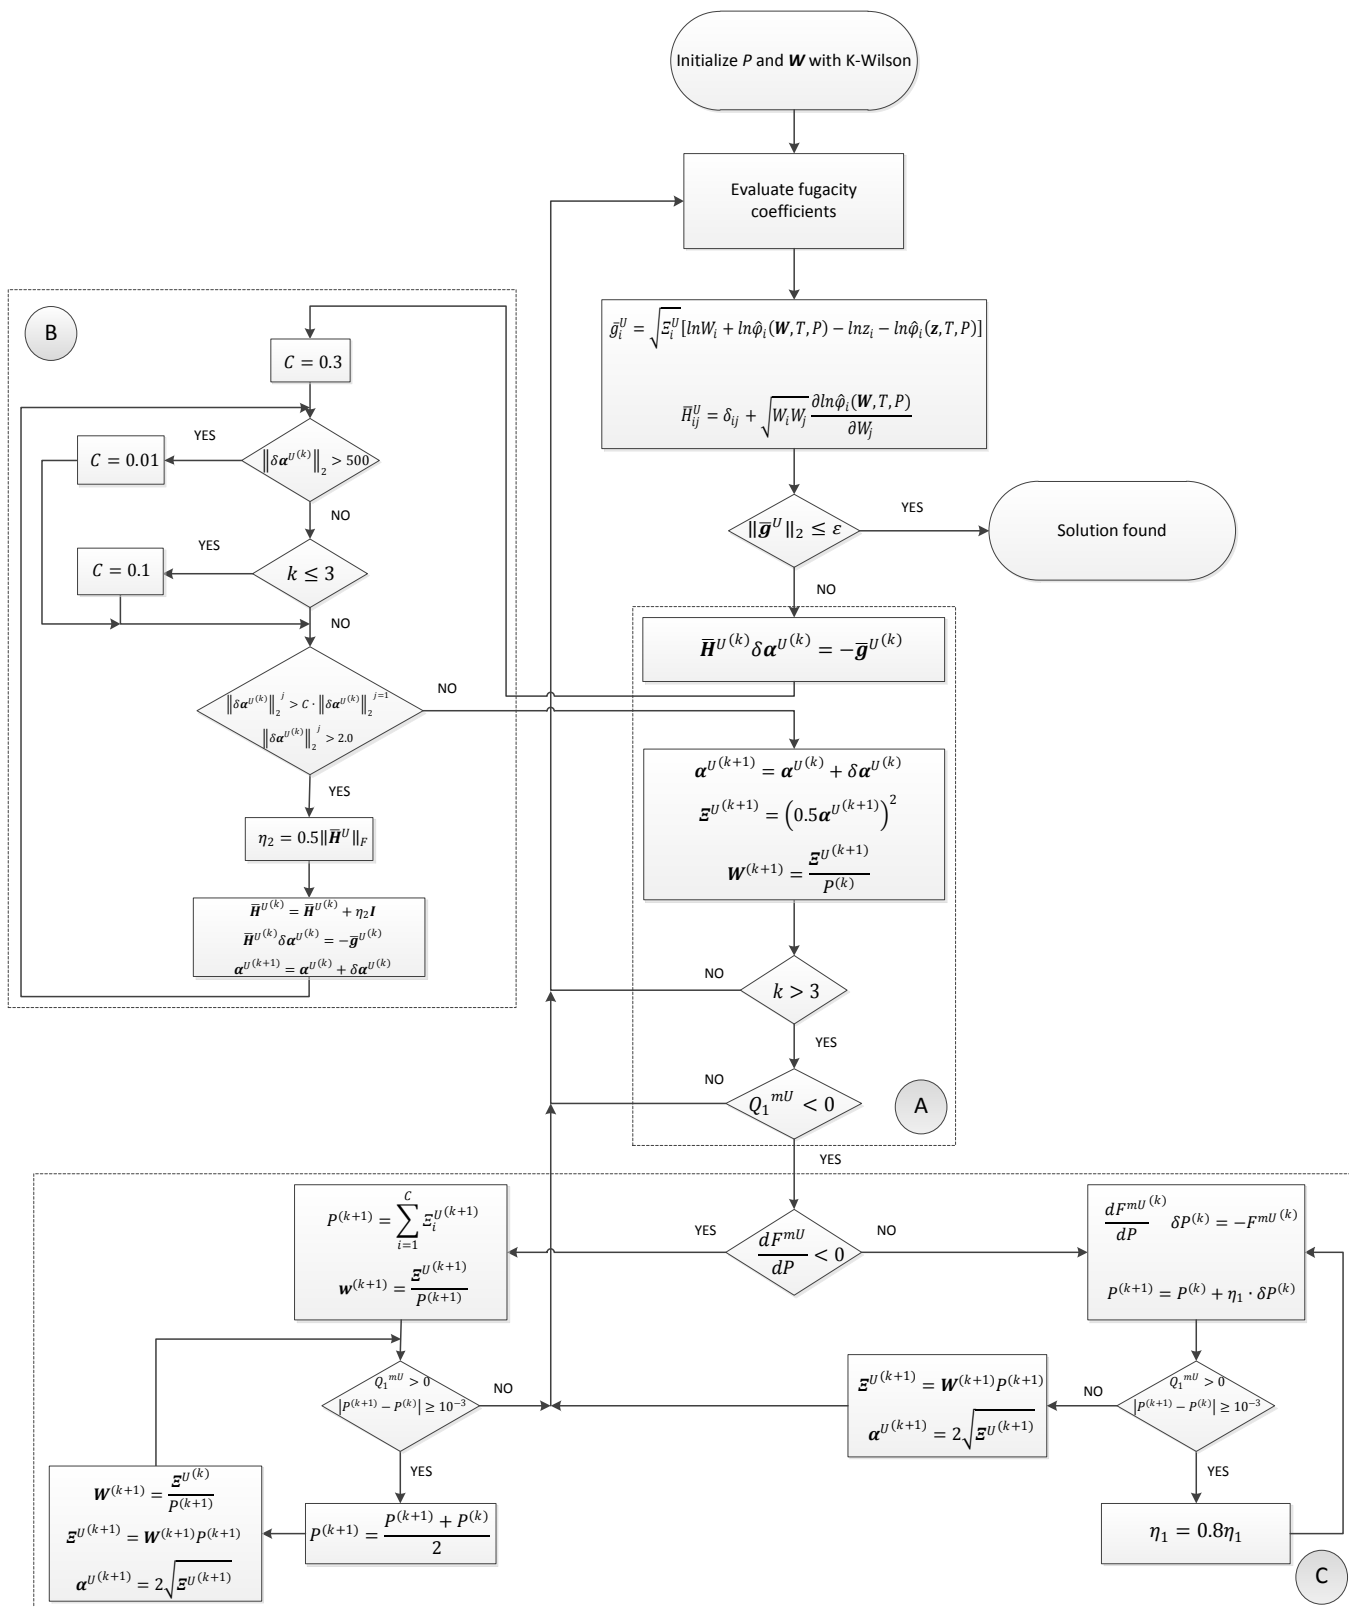 Initialize P and W with K-Wilson
Evaluate fugacity
coefficients
ḡ_i^U = √(Ξ_i^U) [lnW_i + lnφ̂_i(W,T,P) − lnz_i − lnφ̂_i(z,T,P)]
H̄_ij^U = δ_ij + √(W_iW_j) ∂lnφ̂_i(W,T,P)/∂W_j
‖ḡ^U‖_2 ≤ ε
YES
Solution found
NO
B
C = 0.3
‖δα^U^(k)‖_2 > 500
YES
C = 0.01
NO
k ≤ 3
YES
C = 0.1
NO
‖δα^U^(k)‖_2^j > C · ‖δα^U^(k)‖_2^j=1
‖δα^U^(k)‖_2^j > 2.0
NO
YES
η_2 = 0.5‖H̄^U‖_F
H̄^U^(k) = H̄^U^(k) + η_2 I
H̄^U^(k) δα^U^(k) = −ḡ^U^(k)
α^U^(k+1) = α^U^(k) + δα^U^(k)
H̄^U^(k) δα^U^(k) = −ḡ^U^(k)
α^U^(k+1) = α^U^(k) + δα^U^(k)
Ξ^U^(k+1) = (0.5α^U^(k+1))^2
W^(k+1) = Ξ^U^(k+1)/P^(k)
NO
k > 3
YES
NO
Q_1^mU < 0
A
YES
dF^mU/dP < 0
YES
NO
P^(k+1) = ∑_{i=1}^{C} Ξ_i^U^(k+1)
w^(k+1) = Ξ^U^(k+1)/P^(k+1)
Q_1^mU > 0
|P^(k+1) − P^(k)| ≥ 10^−3
NO
YES
P^(k+1) = (P^(k+1) + P^(k))/2
W^(k+1) = Ξ^U^(k)/P^(k+1)
Ξ^U^(k+1) = W^(k+1)P^(k+1)
α^U^(k+1) = 2√(Ξ^U^(k+1))
dF^mU/dP^(k) δP^(k) = −F^mU^(k)
P^(k+1) = P^(k) + η_1 · δP^(k)
Q_1^mU > 0
|P^(k+1) − P^(k)| ≥ 10^−3
NO
Ξ^U^(k+1) = W^(k+1)P^(k+1)
α^U^(k+1) = 2√(Ξ^U^(k+1))
YES
η_1 = 0.8η_1
C